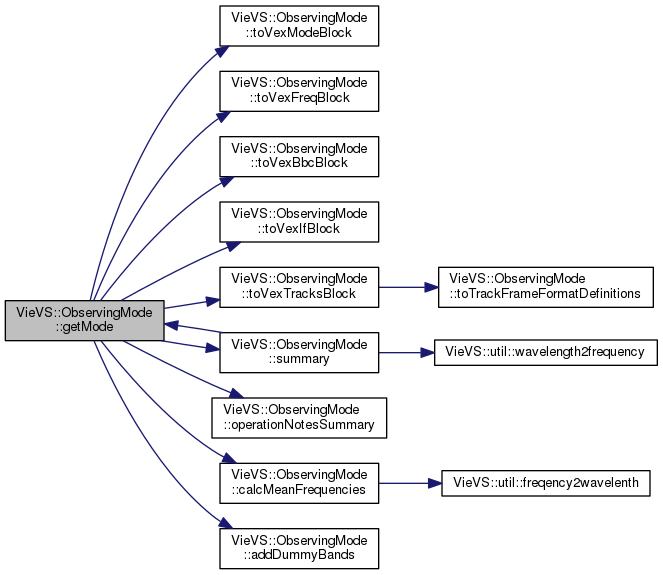 VieVS::ObservingMode
::toVexModeBlock
VieVS::ObservingMode
::toVexFreqBlock
VieVS::ObservingMode
::toVexBbcBlock
VieVS::ObservingMode
::toVexIfBlock
VieVS::ObservingMode
::toVexTracksBlock
VieVS::ObservingMode
::toTrackFrameFormatDefinitions
VieVS::ObservingMode
::getMode
VieVS::ObservingMode
::summary
VieVS::util::wavelength2frequency
VieVS::ObservingMode
::operationNotesSummary
VieVS::ObservingMode
::calcMeanFrequencies
VieVS::util::freqency2wavelenth
VieVS::ObservingMode
::addDummyBands